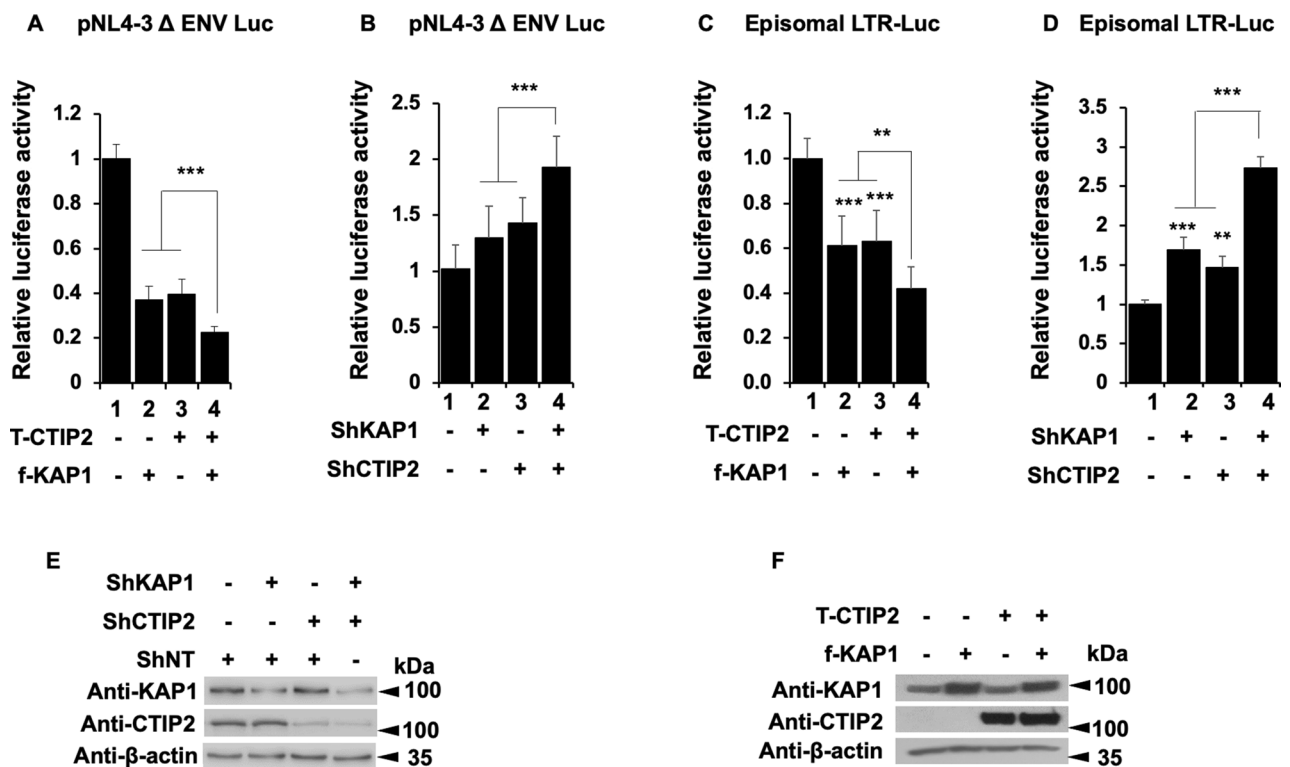 A pNL4-3 Δ ENV Luc
B pNL4-3 Δ ENV Luc
C Episomal LTR-Luc
D Episomal LTR-Luc
Relative luciferase activity
1.2
1
0.8
0.6
0.4
0.2
0
***
1 2 3 4
T-CTIP2 - - + +
f-KAP1 - + - +
Relative luciferase activity
2.5
2
1.5
1
0.5
0
***
1 2 3 4
ShKAP1 - + - +
ShCTIP2 - - + +
Relative luciferase activity
1.2
1.0
0.8
0.6
0.4
0.2
0.0
**
*** ***
1 2 3 4
T-CTIP2 - - + +
f-KAP1 - + - +
Relative luciferase activity
3.5
3
2.5
2
1.5
1
0.5
0
***
*** **
1 2 3 4
ShKAP1 - + - +
ShCTIP2 - - + +
E
ShKAP1 - + - +
ShCTIP2 - - + +
ShNT + + + -
kDa
Anti-KAP1 100
Anti-CTIP2 100
Anti-β-actin 35
F
T-CTIP2 - - + +
f-KAP1 - + - + kDa
Anti-KAP1 100
Anti-CTIP2 100
Anti-β-actin 35